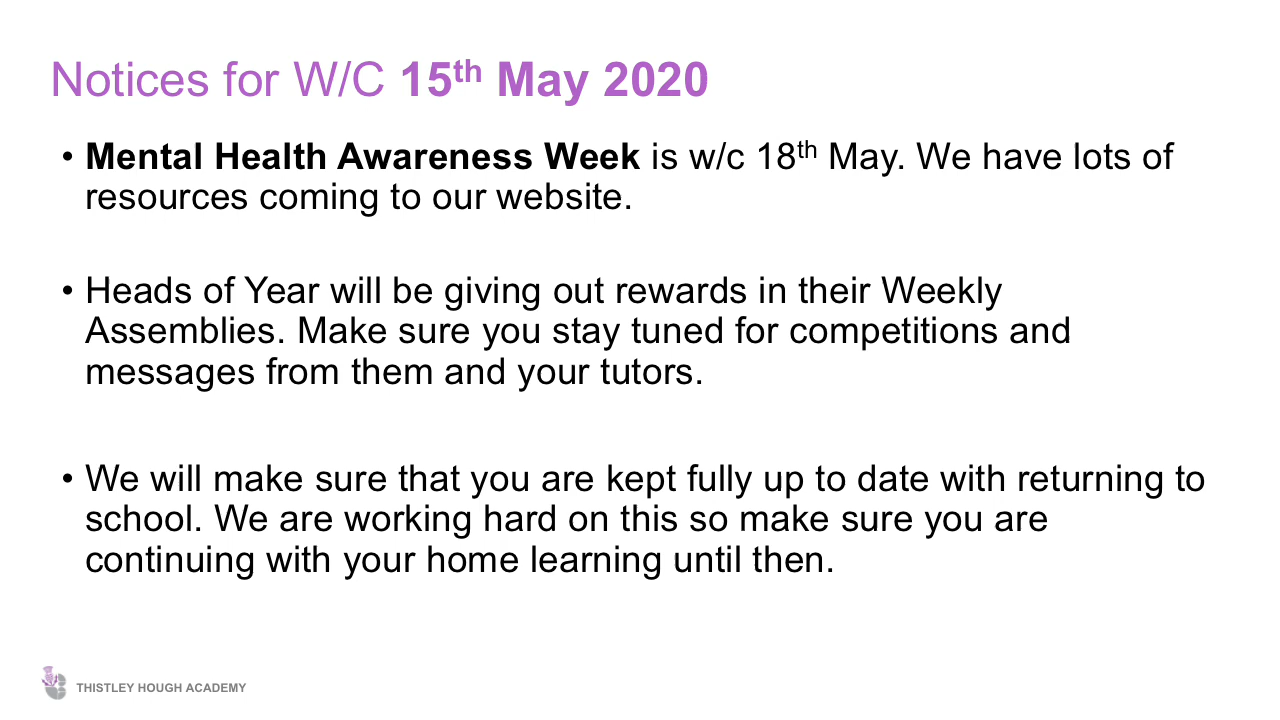 Notices for W/C 15th May 2020
• Mental Health Awareness Week is w/c 18th May. We have lots of
resources coming to our website.
• Heads of Year will be giving out rewards in their Weekly
Assemblies. Make sure you stay tuned for competitions and
messages from them and your tutors.
• We will make sure that you are kept fully up to date with returning to
school. We are working hard on this so make sure you are
continuing with your home learning until then.
THISTLEY HOUGH ACADEMY